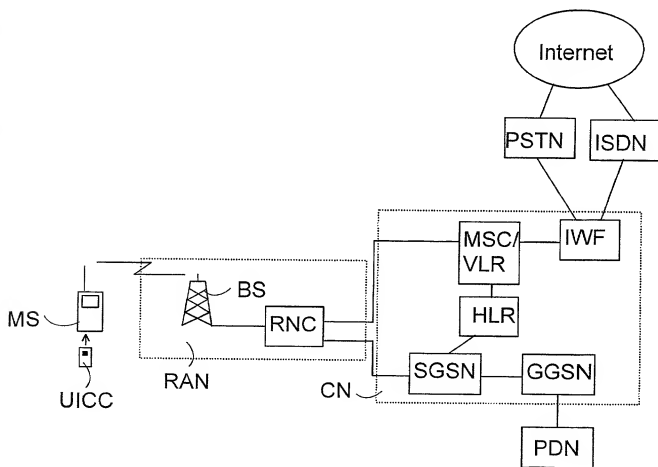 Internet
PSTN
ISDN
MSC/
VLR
IWF
BS
MS
RNC
HLR
RAN
UICC
CN
SGSN
GGSN
PDN